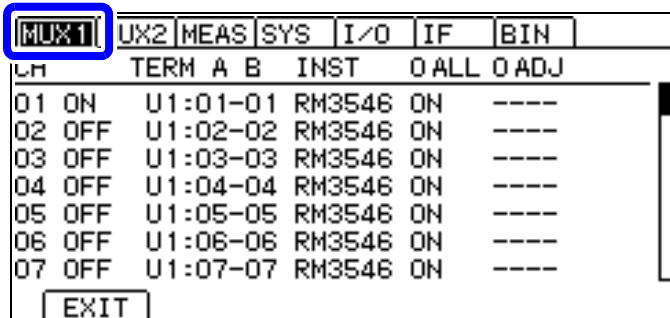 MUX1 UX2 MEAS SYS I/O IF BIN
CH TERM A B INST 0 ALL 0 ADJ
01 ON U1:01-01 RM3546 ON ----
02 OFF U1:02-02 RM3546 ON ----
03 OFF U1:03-03 RM3546 ON ----
04 OFF U1:04-04 RM3546 ON ----
05 OFF U1:05-05 RM3546 ON ----
06 OFF U1:06-06 RM3546 ON ----
07 OFF U1:07-07 RM3546 ON ----
EXIT